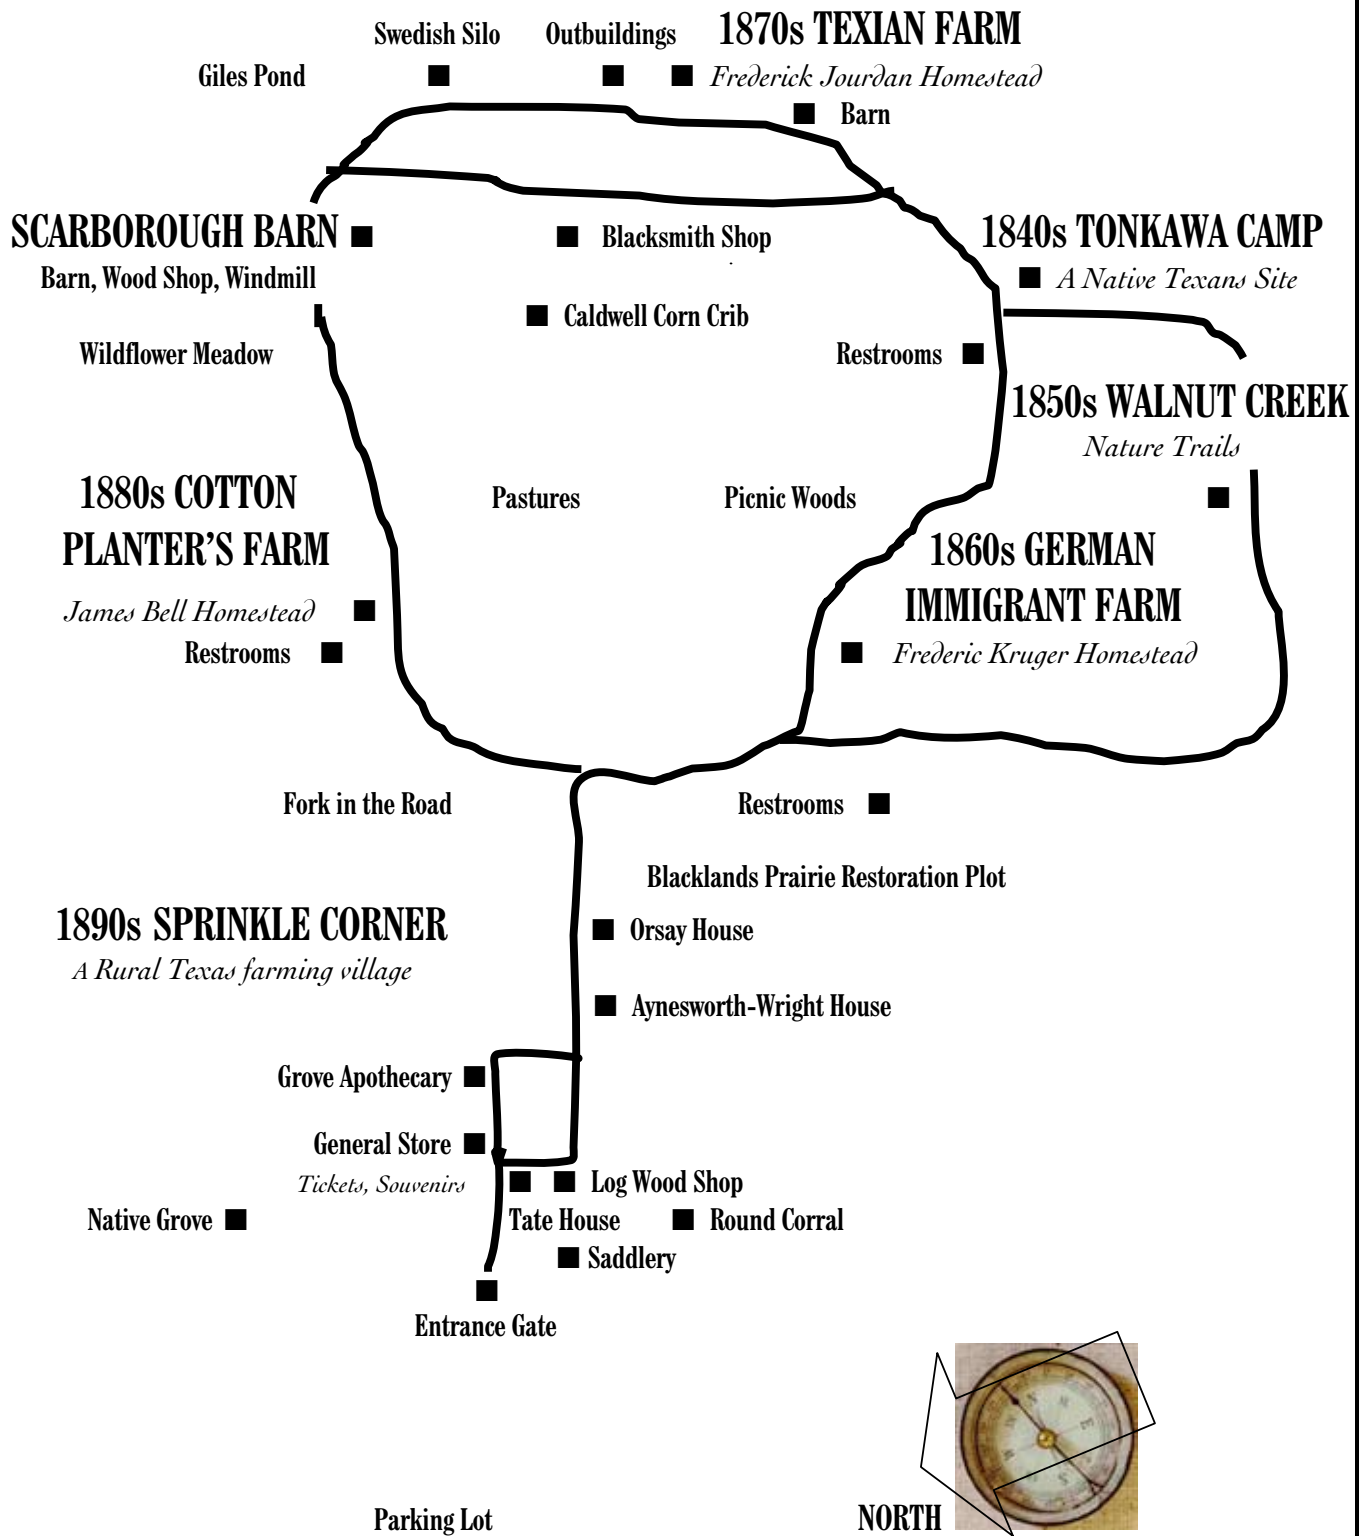 Swedish Silo
Outbuildings
1870s TEXIAN FARM
Giles Pond
Frederick Jourdan Homestead
Barn
SCARBOROUGH BARN
Blacksmith Shop
1840s TONKAWA CAMP
Barn, Wood Shop, Windmill
A Native Texans Site
Caldwell Corn Crib
Wildflower Meadow
Restrooms
1850s WALNUT CREEK
Nature Trails
1880s COTTON
PLANTER'S FARM
Pastures
Picnic Woods
1860s GERMAN
IMMIGRANT FARM
James Bell Homestead
Restrooms
Frederic Kruger Homestead
Fork in the Road
Restrooms
Blacklands Prairie Restoration Plot
1890s SPRINKLE CORNER
Orsay House
A Rural Texas farming village
Aynesworth-Wright House
Grove Apothecary
General Store
Tickets, Souvenirs
Log Wood Shop
Native Grove
Tate House
Round Corral
Saddlery
Entrance Gate
Parking Lot
NORTH